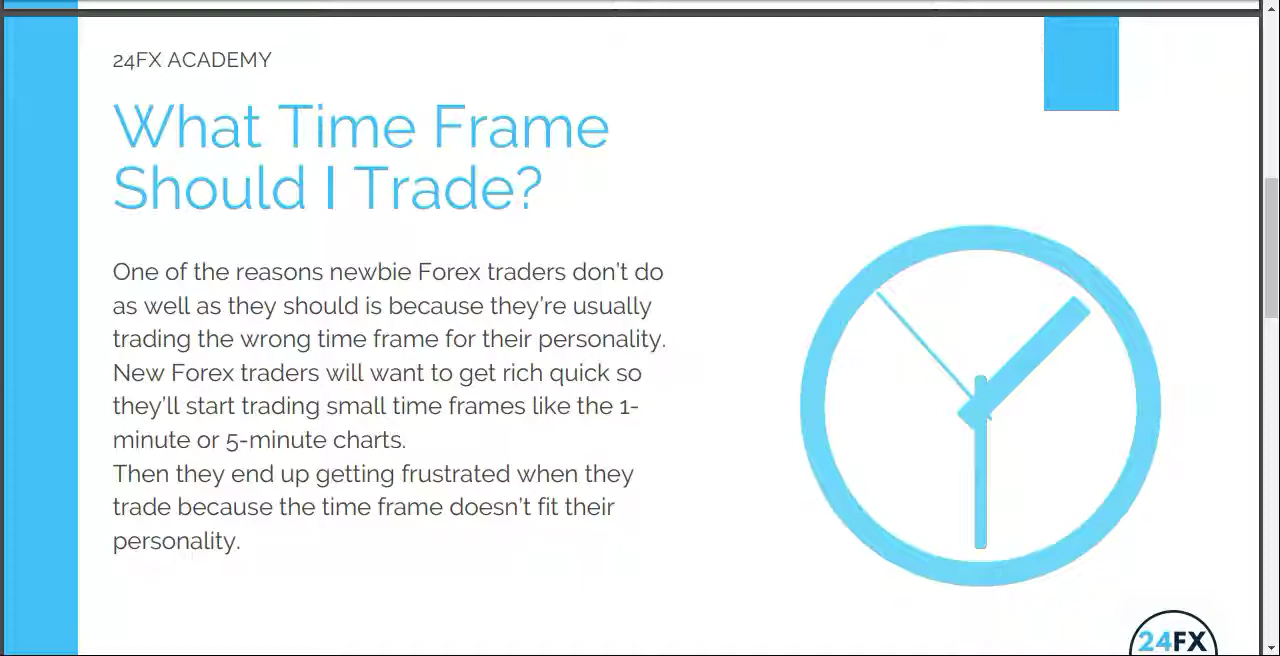 24FX ACADEMY
What Time Frame
Should I Trade?
One of the reasons newbie Forex traders don't do
as well as they should is because they're usually
trading the wrong time frame for their personality.
New Forex traders will want to get rich quick so
they'll start trading small time frames like the 1-
minute or 5-minute charts.
Then they end up getting frustrated when they
trade because the time frame doesn't fit their
personality.
24FX